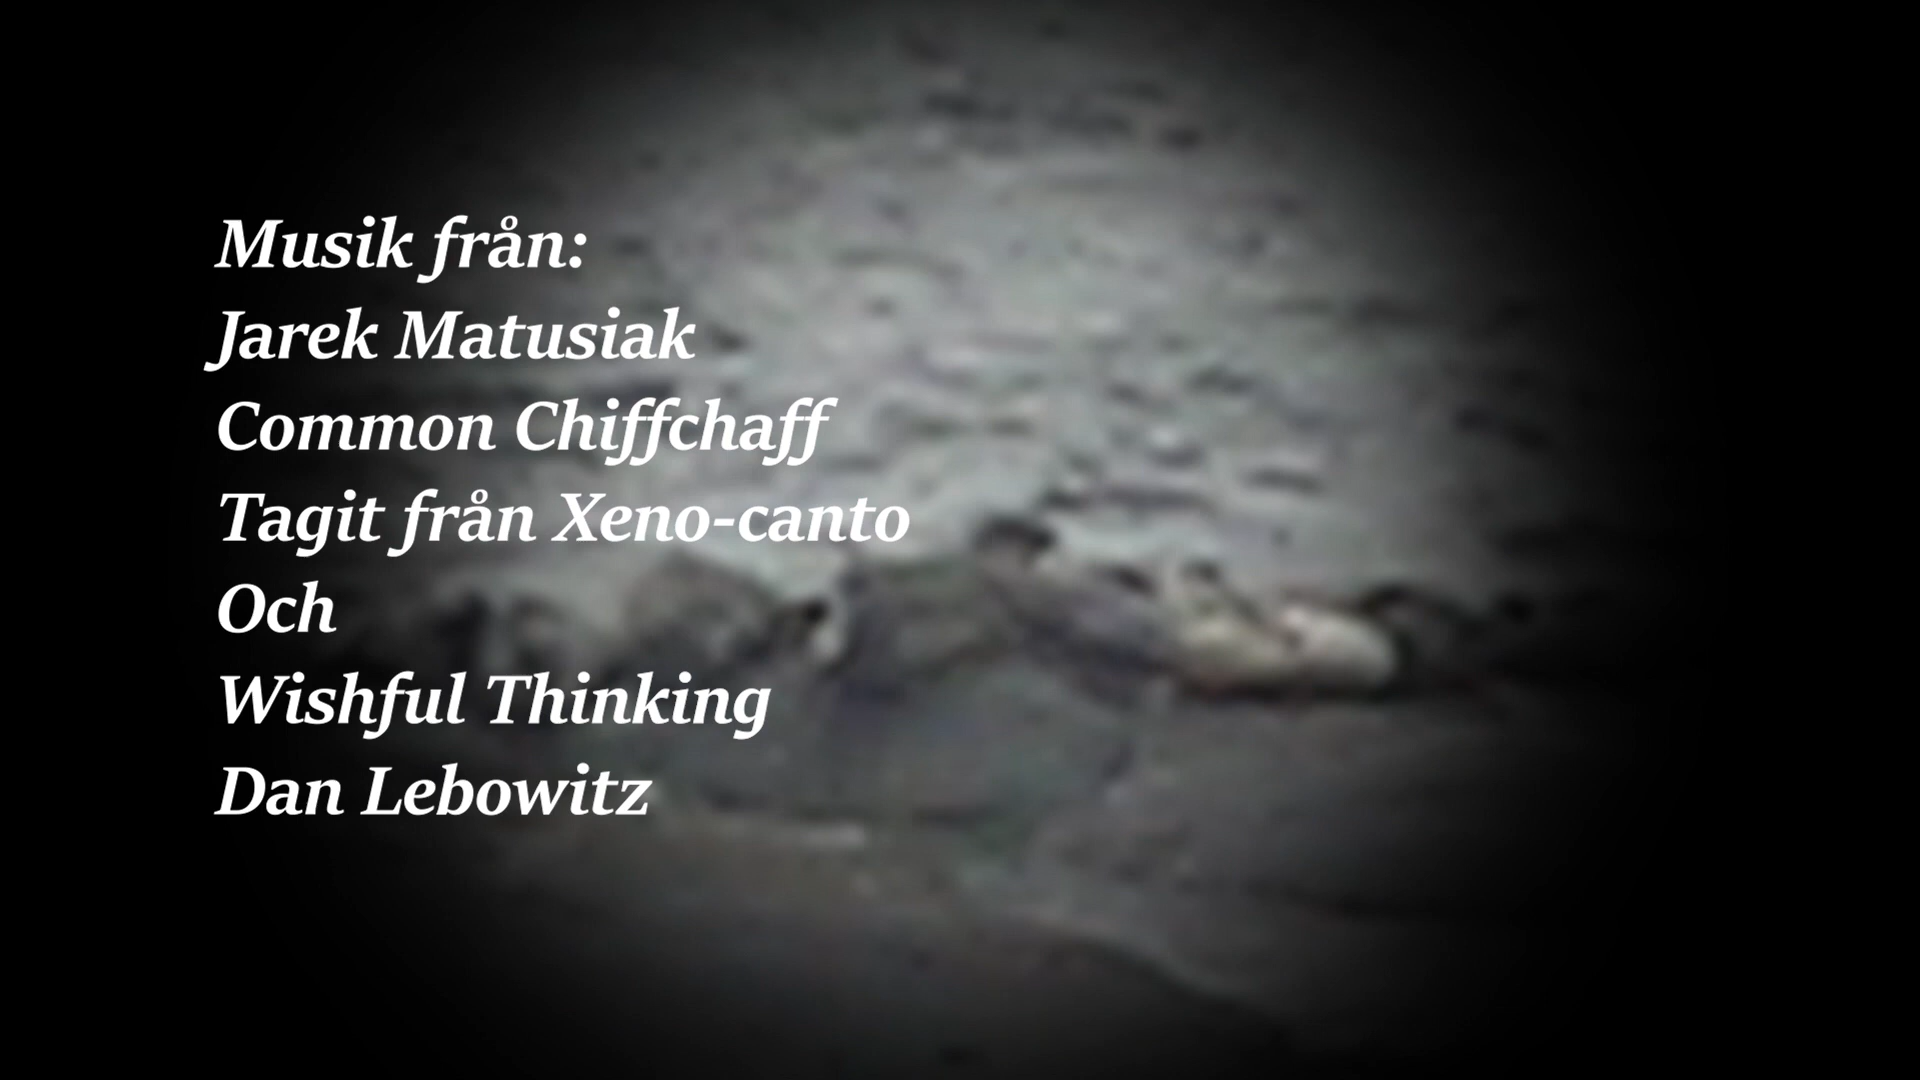 Musik från:
Jarek Matusiak
Common Chiffchaff
Tagit från Xeno-canto
Och
Wishful Thinking
Dan Lebowitz